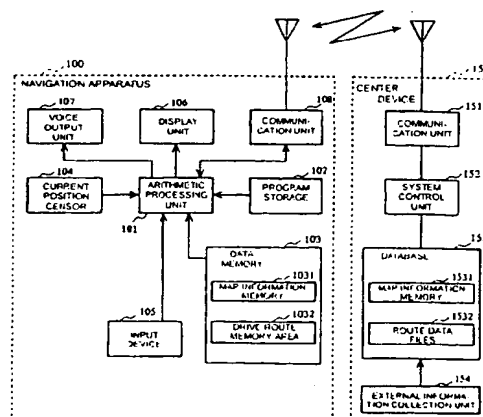 100
NAVIGATION APPARATUS
107
VOICE
OUTPUT
UNIT
106
DISPLAY
UNIT
108
COMMUNI-
CATION UNIT
104
CURRENT
POSITION
CENSOR
ARITHMETIC
PROCESSING
UNIT
101
102
PROGRAM
STORAGE
103
DATA
MEMORY
1031
MAP INFORMATION
MEMORY
1032
DRIVE ROUTE
MEMORY AREA
105
INPUT
DEVICE
15
CENTER
DEVICE
151
COMMUNI-
CATION UNIT
SYSTEM
CONTROL
UNIT
15
DATABASE
1531
MAP INFORMATION
MEMORY
1532
ROUTE DATA
FILES
154
EXTERNAL INFORMA
TION COLLECTION UNIT